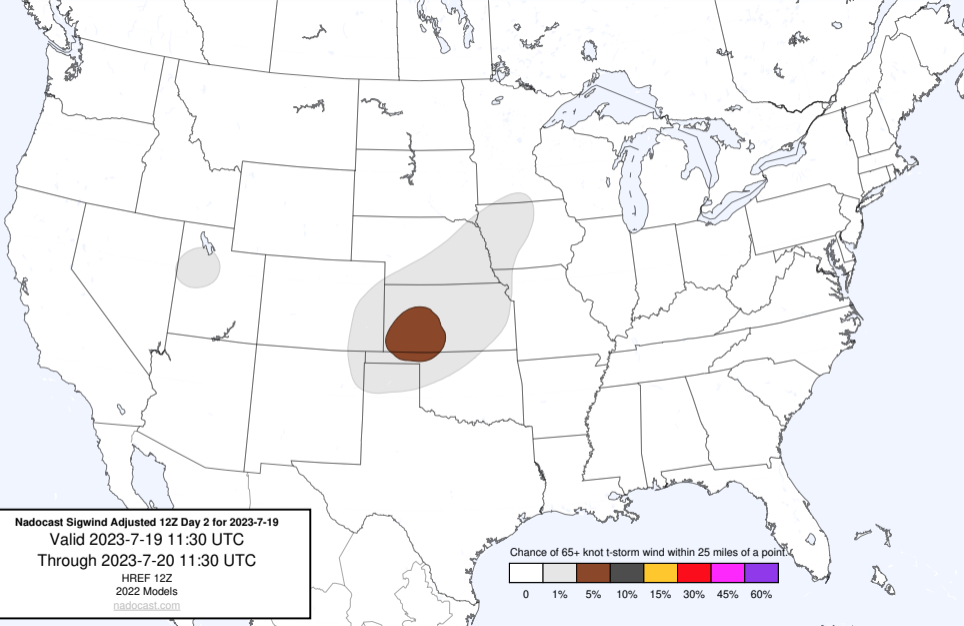 Nadocast Sigwind Adjusted 12Z Day 2 for 2023-7-19
Valid 2023-7-19 11:30 UTC
Through 2023-7-20 11:30 UTC
HREF 12Z
2022 Models
nadocast.com
Chance of 65+ knot t-storm wind within 25 miles of a point.
0 1% 5% 10% 15% 30% 45% 60%